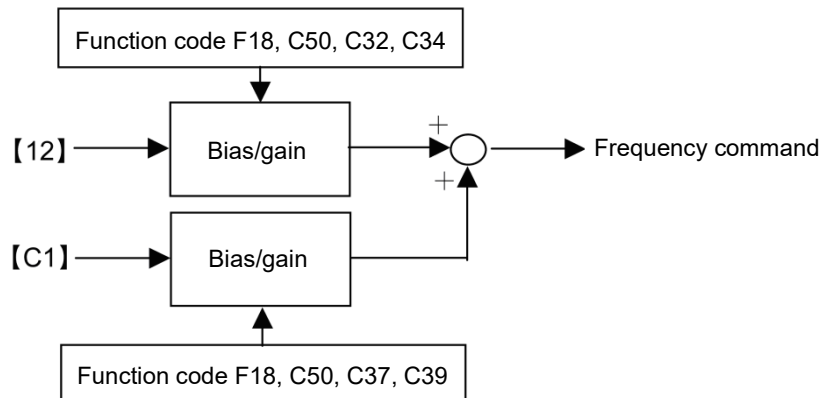 Function code F18, C50, C32, C34
【12】
Bias/gain
+
Frequency command
+
【C1】
Bias/gain
Function code F18, C50, C37, C39